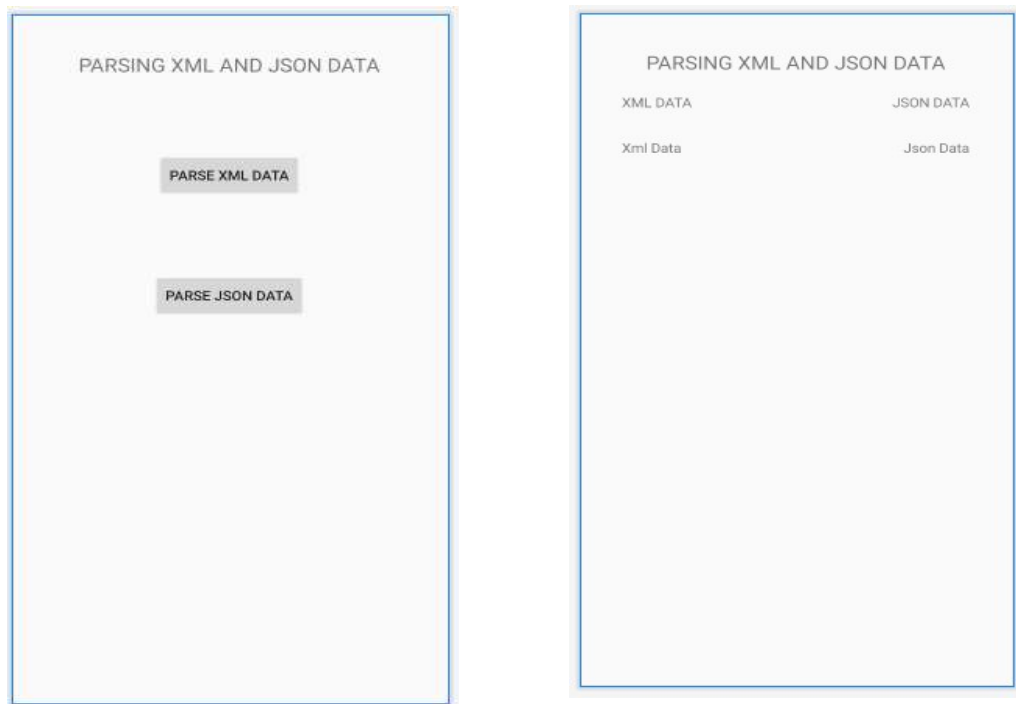 PARSING XML AND JSON DATA
PARSE XML DATA
PARSE JSON DATA
PARSING XML AND JSON DATA
XML DATA JSON DATA
Xml Data Json Data